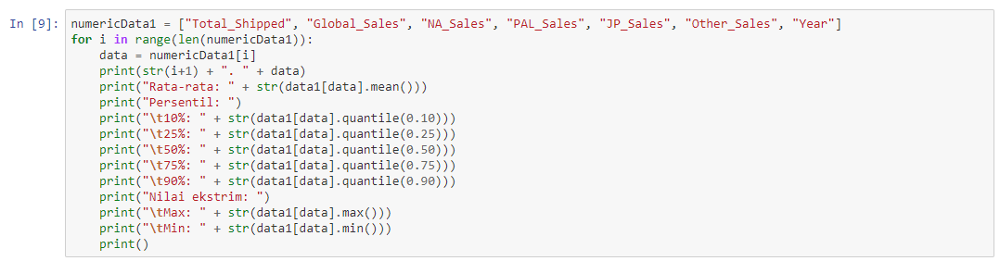 In [9]: numericData1 = ["Total_Shipped", "Global_Sales", "NA_Sales", "PAL_Sales", "JP_Sales", "Other_Sales", "Year"]
for i in range(len(numericData1)):
    data = numericData1[i]
    print(str(i+1) + ". " + data)
    print("Rata-rata: " + str(data1[data].mean()))
    print("Persentil: ")
    print("\t10%: " + str(data1[data].quantile(0.10)))
    print("\t25%: " + str(data1[data].quantile(0.25)))
    print("\t50%: " + str(data1[data].quantile(0.50)))
    print("\t75%: " + str(data1[data].quantile(0.75)))
    print("\t90%: " + str(data1[data].quantile(0.90)))
    print("Nilai ekstrim: ")
    print("\tMax: " + str(data1[data].max()))
    print("\tMin: " + str(data1[data].min()))
    print()